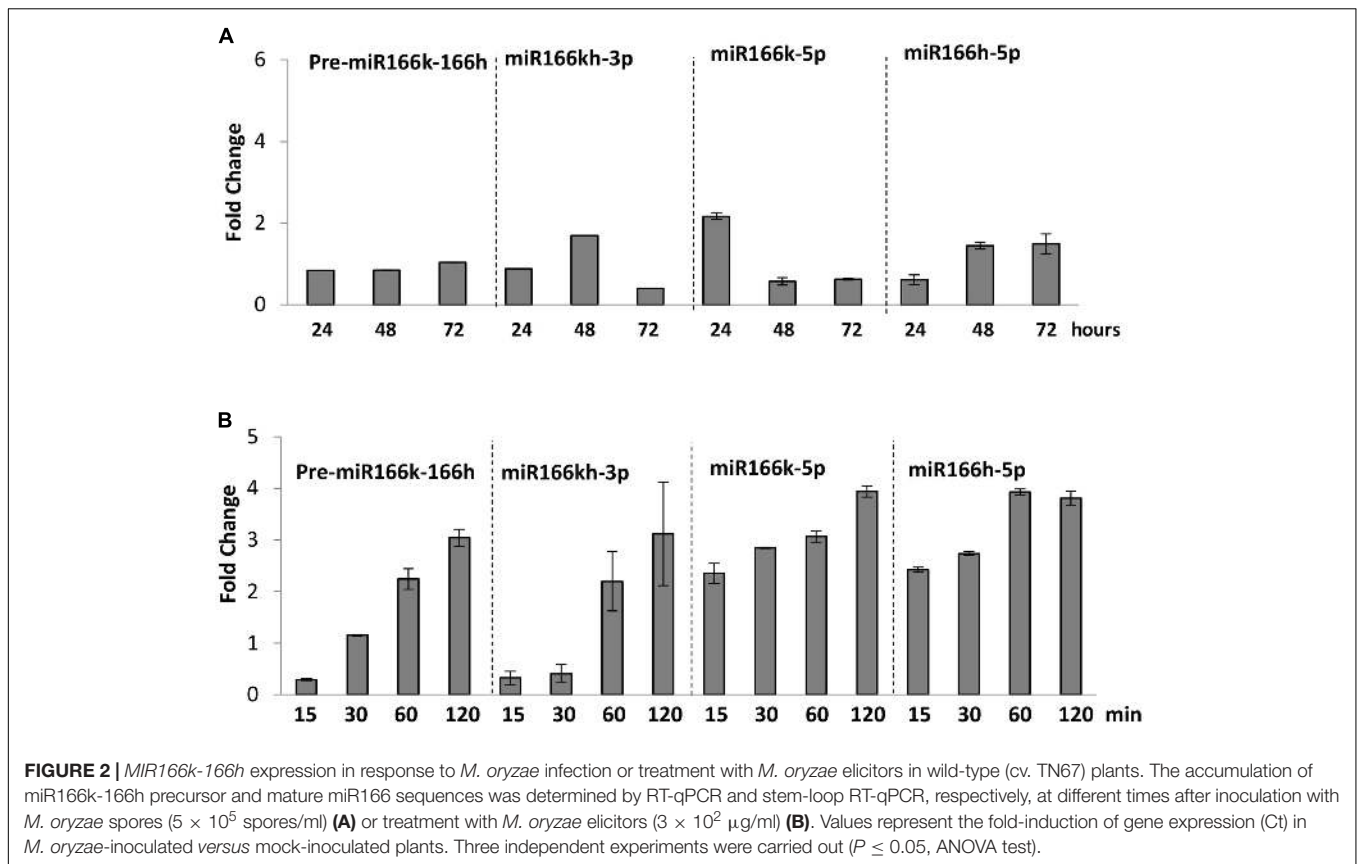 A
Pre-miR166k-166h miR166kh-3p miR166k-5p miR166h-5p
Fold Change
6
4
2
0
24 48 72 24 48 72 24 48 72 24 48 72 hours
B
Pre-miR166k-166h miR166kh-3p miR166k-5p miR166h-5p
Fold Change
5
4
3
2
1
0
15 30 60 120 15 30 60 120 15 30 60 120 15 30 60 120 min
FIGURE 2 | MIR166k-166h expression in response to M. oryzae infection or treatment with M. oryzae elicitors in wild-type (cv. TN67) plants. The accumulation of
miR166k-166h precursor and mature miR166 sequences was determined by RT-qPCR and stem-loop RT-qPCR, respectively, at different times after inoculation with
M. oryzae spores (5 × 10⁵ spores/ml) (A) or treatment with M. oryzae elicitors (3 × 10² μg/ml) (B). Values represent the fold-induction of gene expression (Ct) in
M. oryzae-inoculated versus mock-inoculated plants. Three independent experiments were carried out (P ≤ 0.05, ANOVA test).